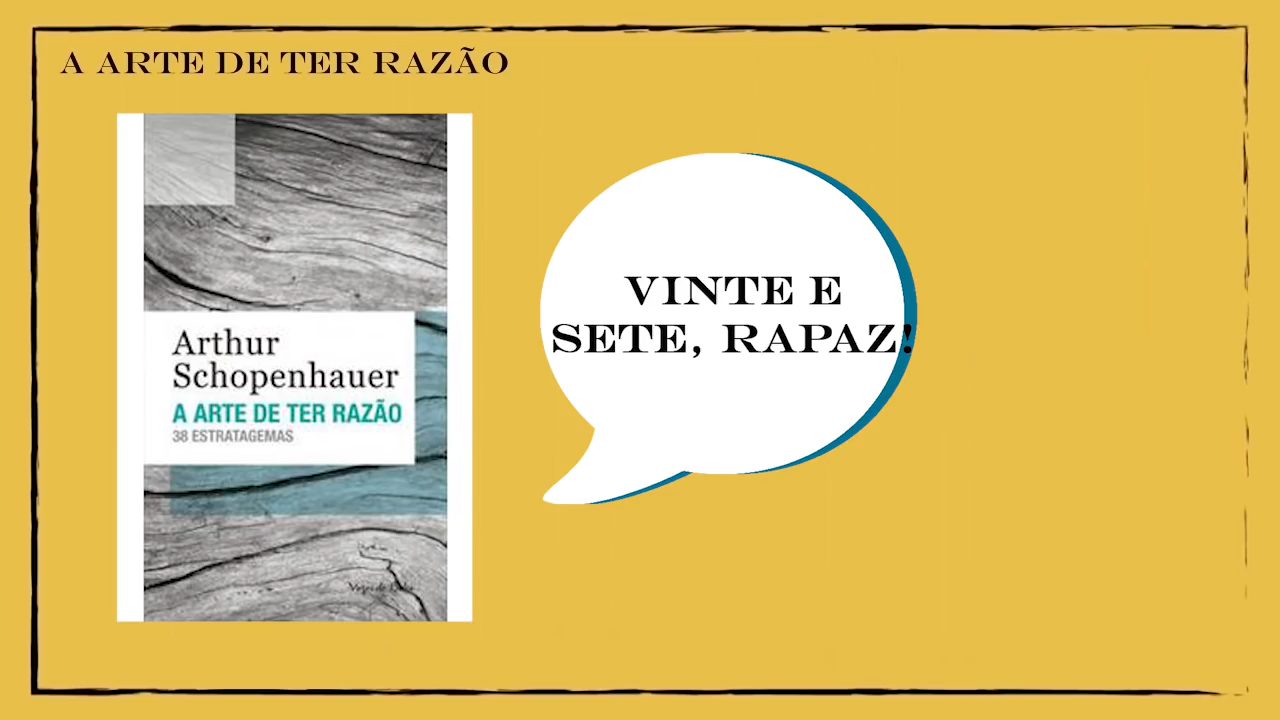 A ARTE DE TER RAZÃO
Arthur
Schopenhauer
A ARTE DE TER RAZÃO
38 ESTRATAGEMAS
VINTE E
SETE, RAPAZ!